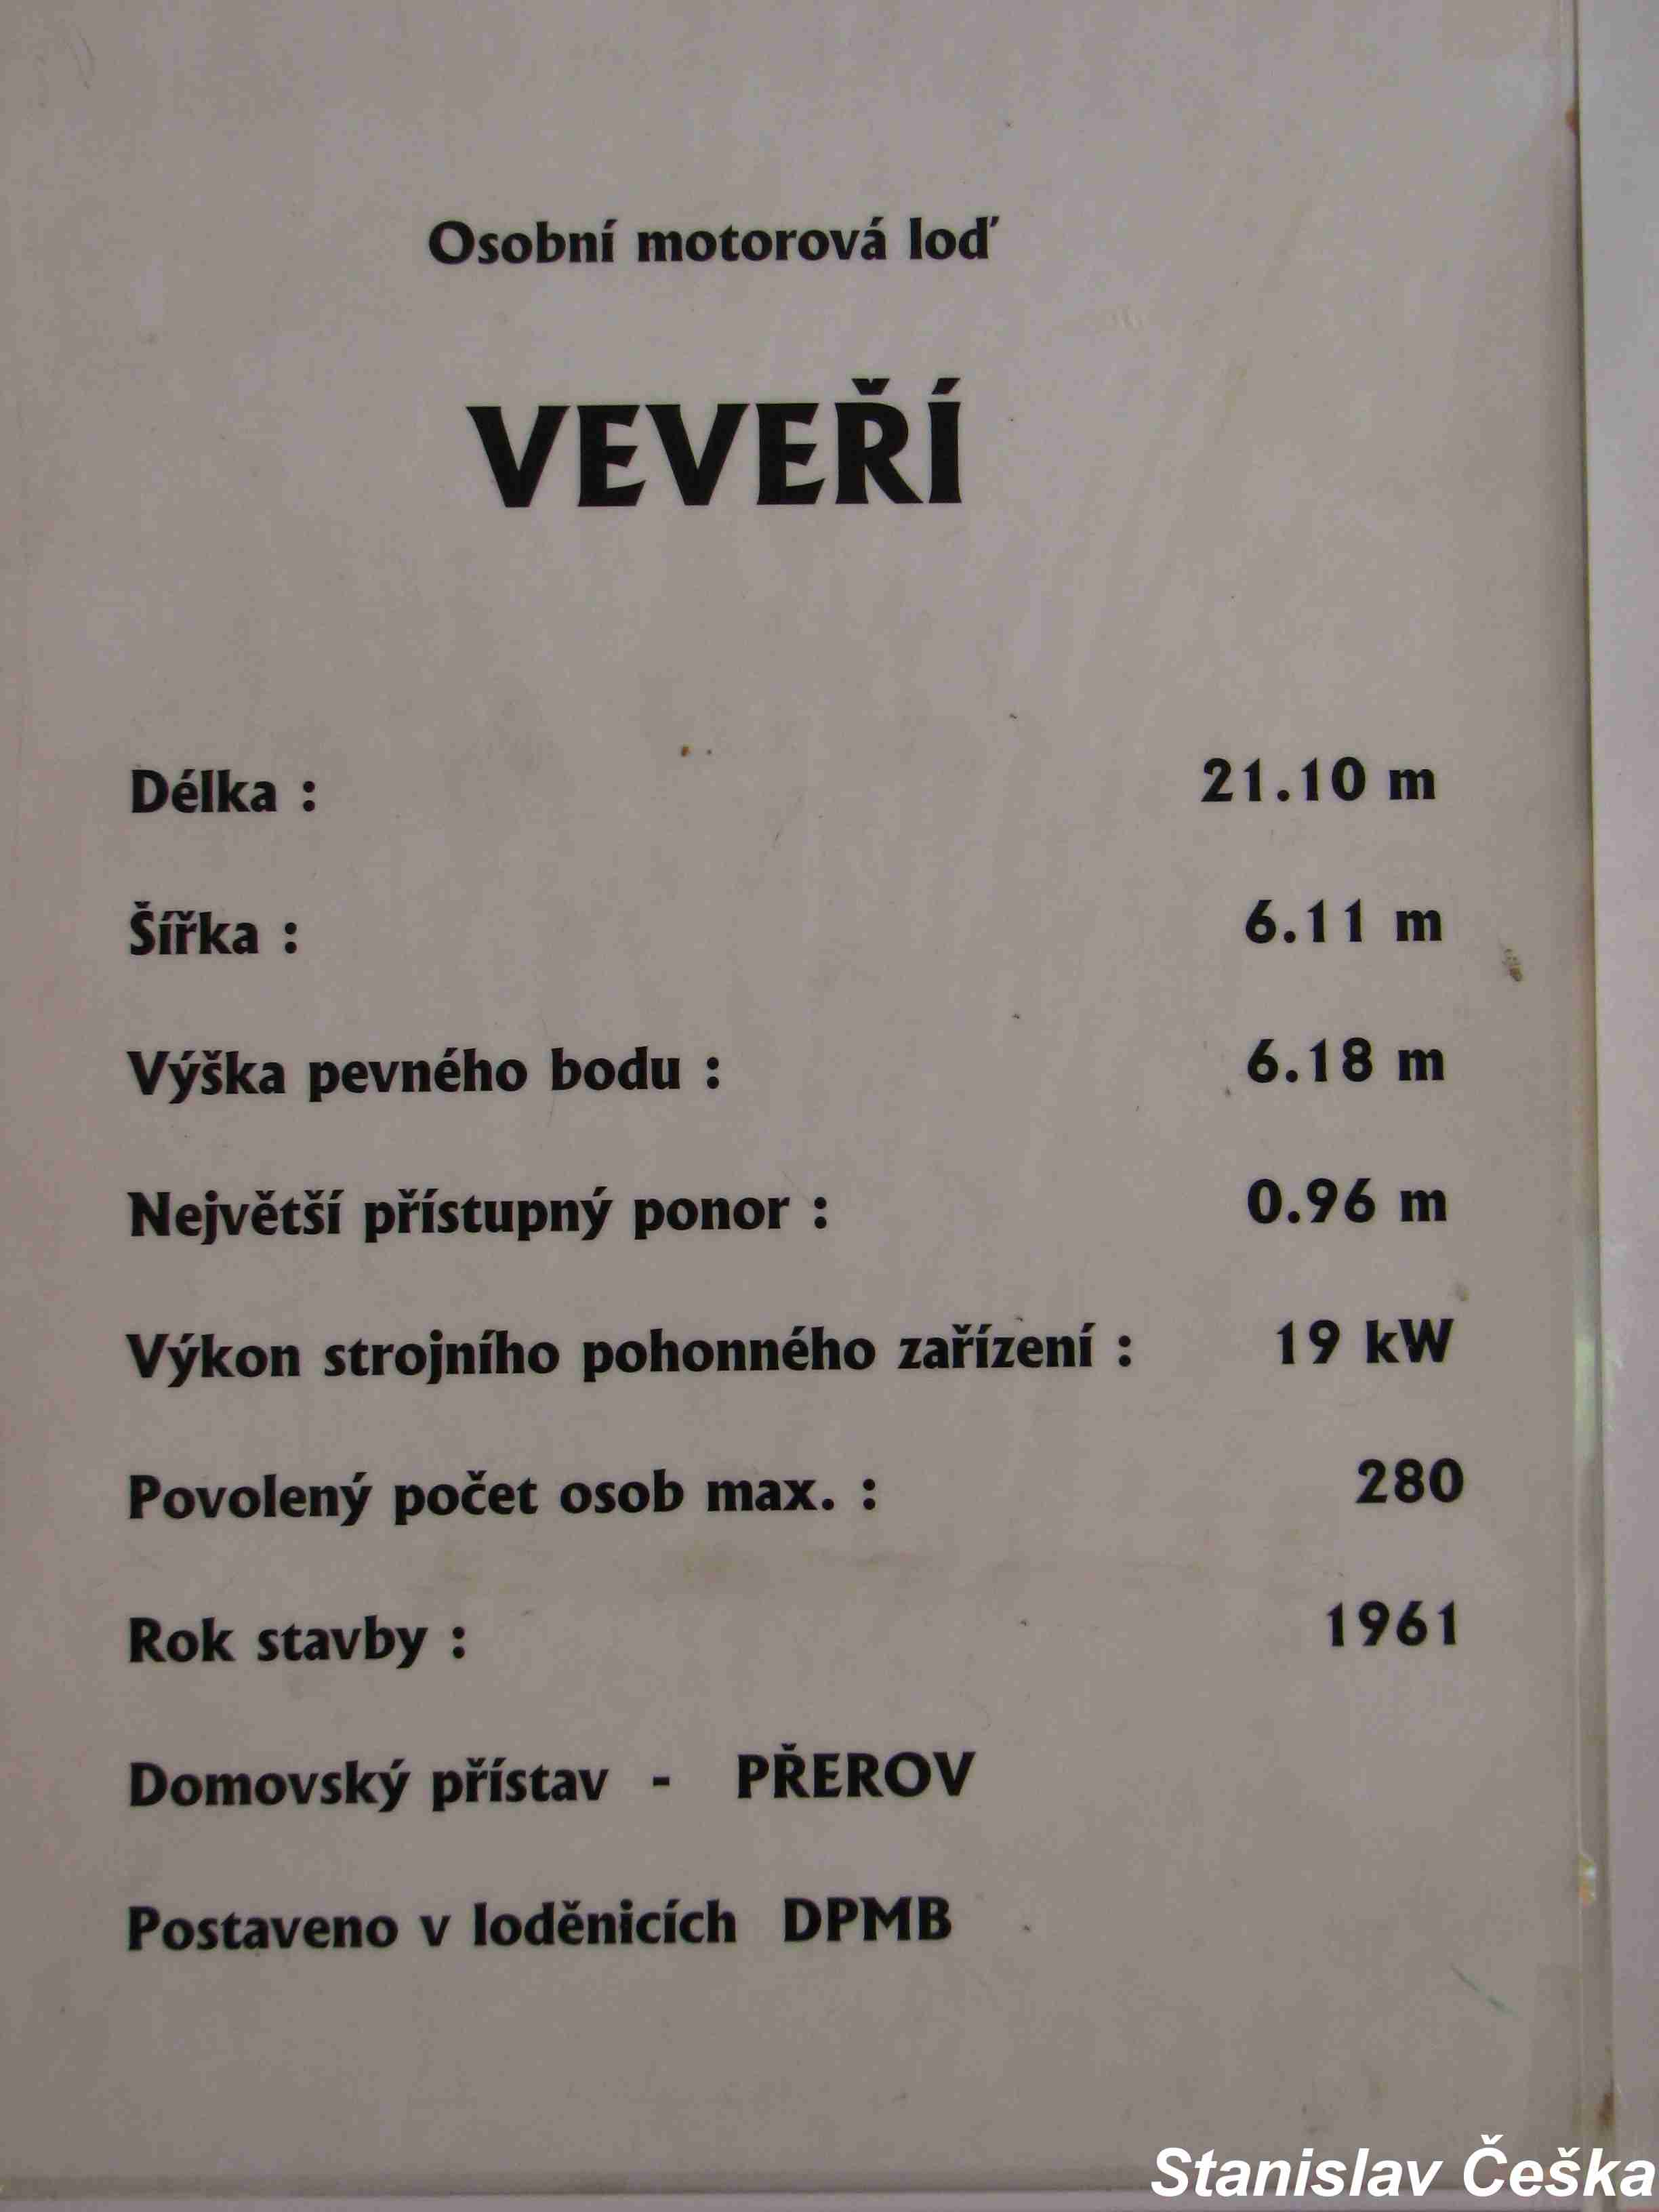 Osobní motorová loď
VEVEŘÍ
Délka : 21.10 m
Šířka : 6.11 m
Výška pevného bodu : 6.18 m
Největší přístupný ponor : 0.96 m
Výkon strojního pohonného zařízení : 19 kW
Povolený počet osob max. : 280
Rok stavby : 1961
Domovský přístav - PŘEROV
Postaveno v loděnicích DPMB
Stanislav Češka